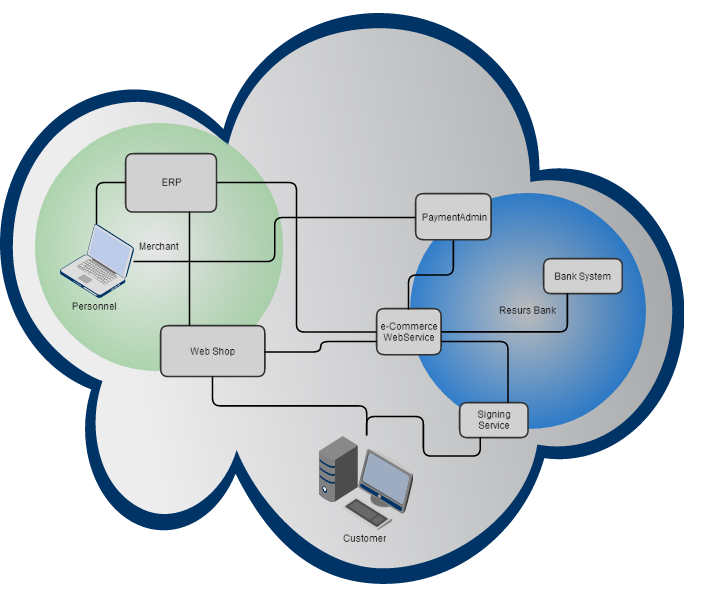 ERP
PaymentAdmin
Merchant
Bank System
Personnel
Resurs Bank
e-Commerce
WebService
Web Shop
Signing
Service
Customer